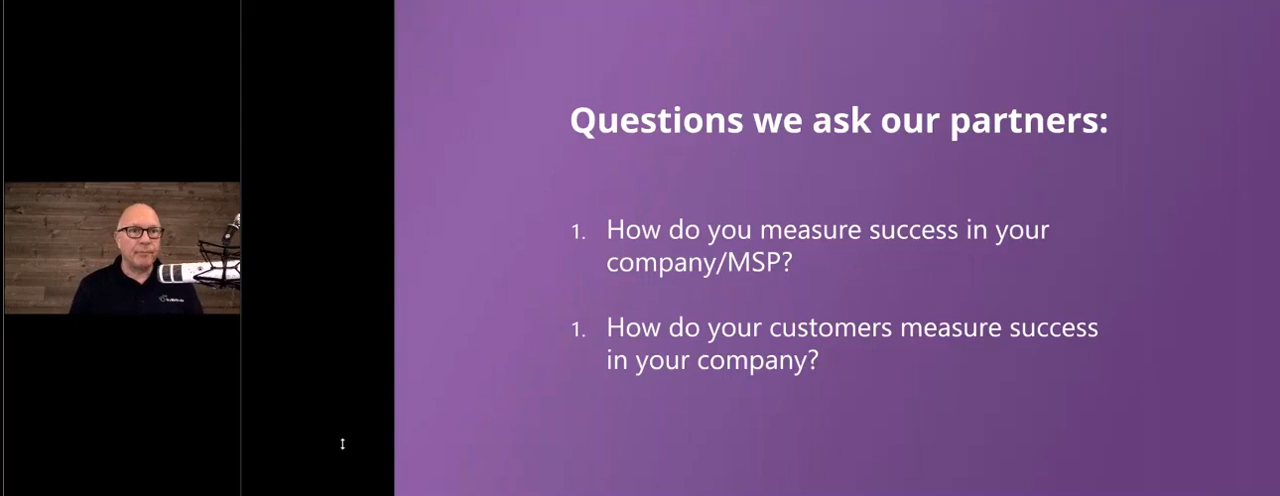 Questions we ask our partners:
1. How do you measure success in your
company/MSP?
1. How do your customers measure success
in your company?